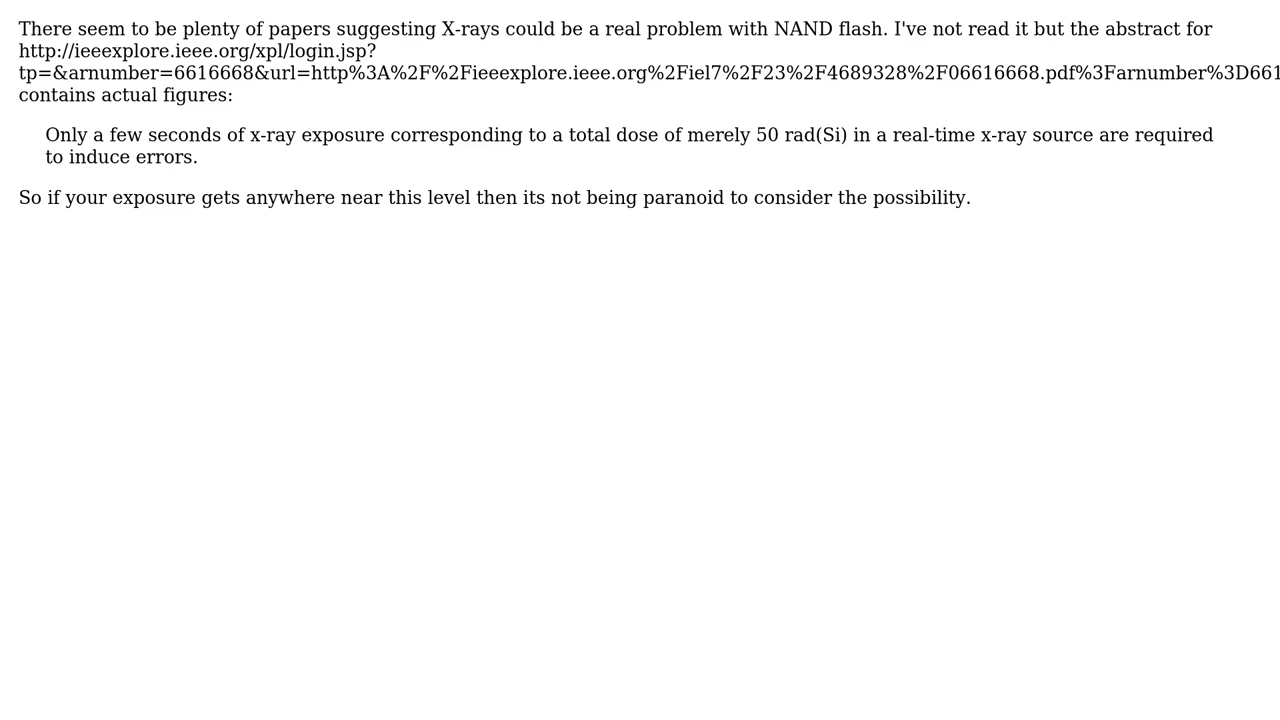 There seem to be plenty of papers suggesting X-rays could be a real problem with NAND flash. I've not read it but the abstract for
http://ieeexplore.ieee.org/xpl/login.jsp?
tp=&arnumber=6616668&url=http%3A%2F%2Fieeexplore.ieee.org%2Fiel7%2F23%2F4689328%2F06616668.pdf%3Farnumber%3D661
contains actual figures:
Only a few seconds of x-ray exposure corresponding to a total dose of merely 50 rad(Si) in a real-time x-ray source are required
to induce errors.
So if your exposure gets anywhere near this level then its not being paranoid to consider the possibility.